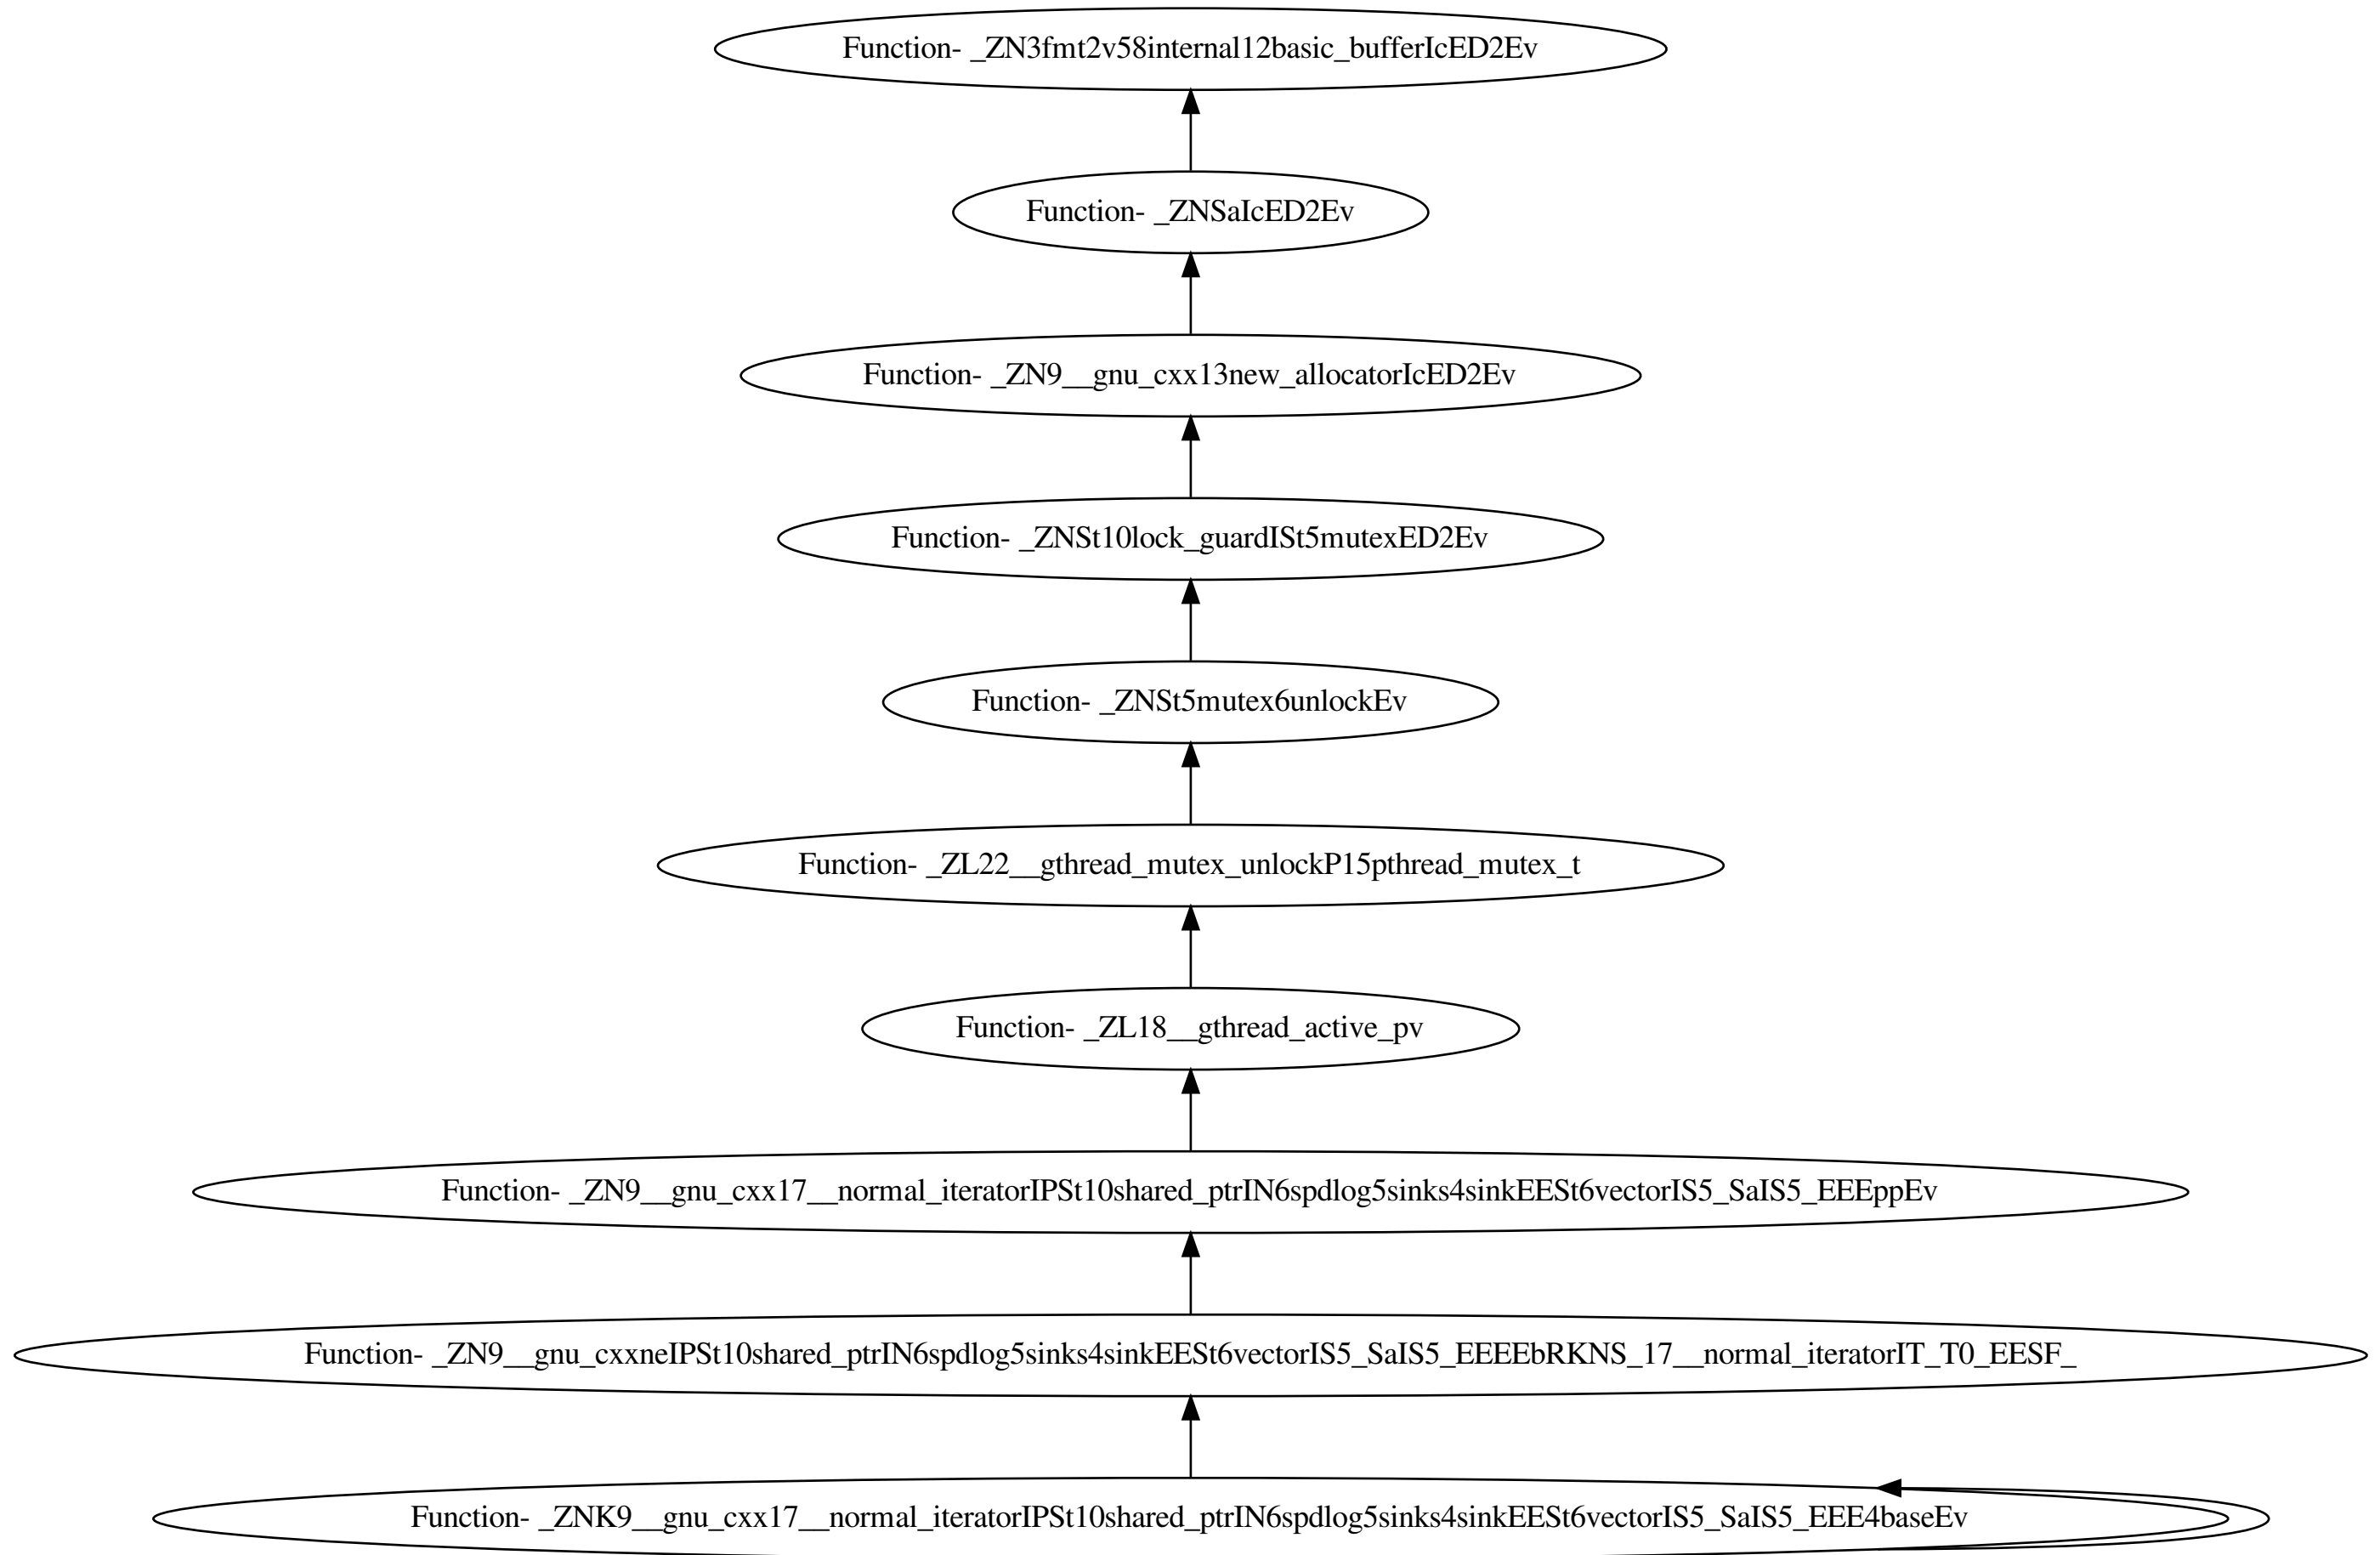 Function- _ZN3fmt2v58internal12basic_bufferIcED2Ev
Function- _ZNSaIcED2Ev
Function- _ZN9__gnu_cxx13new_allocatorIcED2Ev
Function- _ZNSt10lock_guardISt5mutexED2Ev
Function- _ZNSt5mutex6unlockEv
Function- _ZL22__gthread_mutex_unlockP15pthread_mutex_t
Function- _ZL18__gthread_active_pv
Function- _ZN9__gnu_cxx17__normal_iteratorIPSt10shared_ptrIN6spdlog5sinks4sinkEESt6vectorIS5_SaIS5_EEEppEv
Function- _ZN9__gnu_cxxneIPSt10shared_ptrIN6spdlog5sinks4sinkEESt6vectorIS5_SaIS5_EEEEbRKNS_17__normal_iteratorIT_T0_EESF_
Function- _ZNK9__gnu_cxx17__normal_iteratorIPSt10shared_ptrIN6spdlog5sinks4sinkEESt6vectorIS5_SaIS5_EEE4baseEv